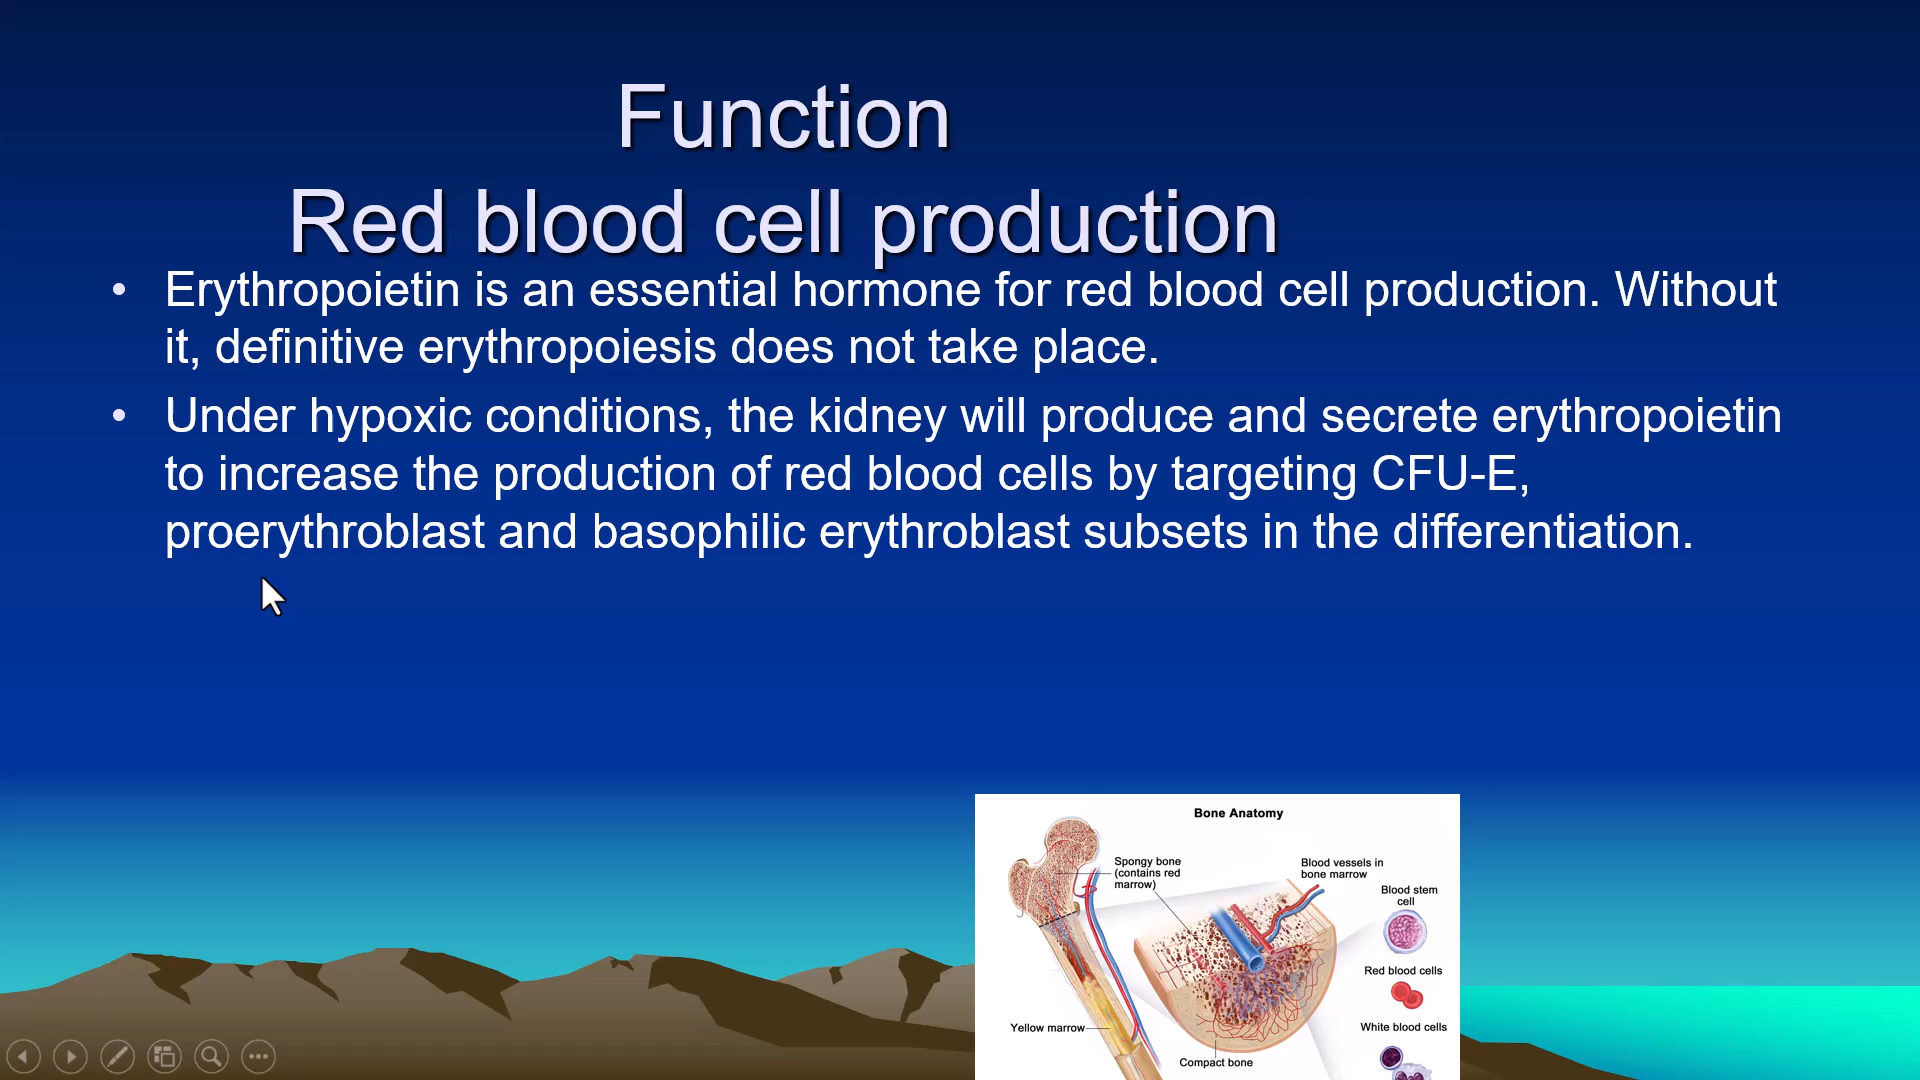 Function
Red blood cell production
• Erythropoietin is an essential hormone for red blood cell production. Without
it, definitive erythropoiesis does not take place.
• Under hypoxic conditions, the kidney will produce and secrete erythropoietin
to increase the production of red blood cells by targeting CFU-E,
proerythroblast and basophilic erythroblast subsets in the differentiation.
Bone Anatomy
Spongy bone
(contains red
marrow)
Blood vessels in
bone marrow
Blood stem
cell
Red blood cells
White blood cells
Yellow marrow
Compact bone